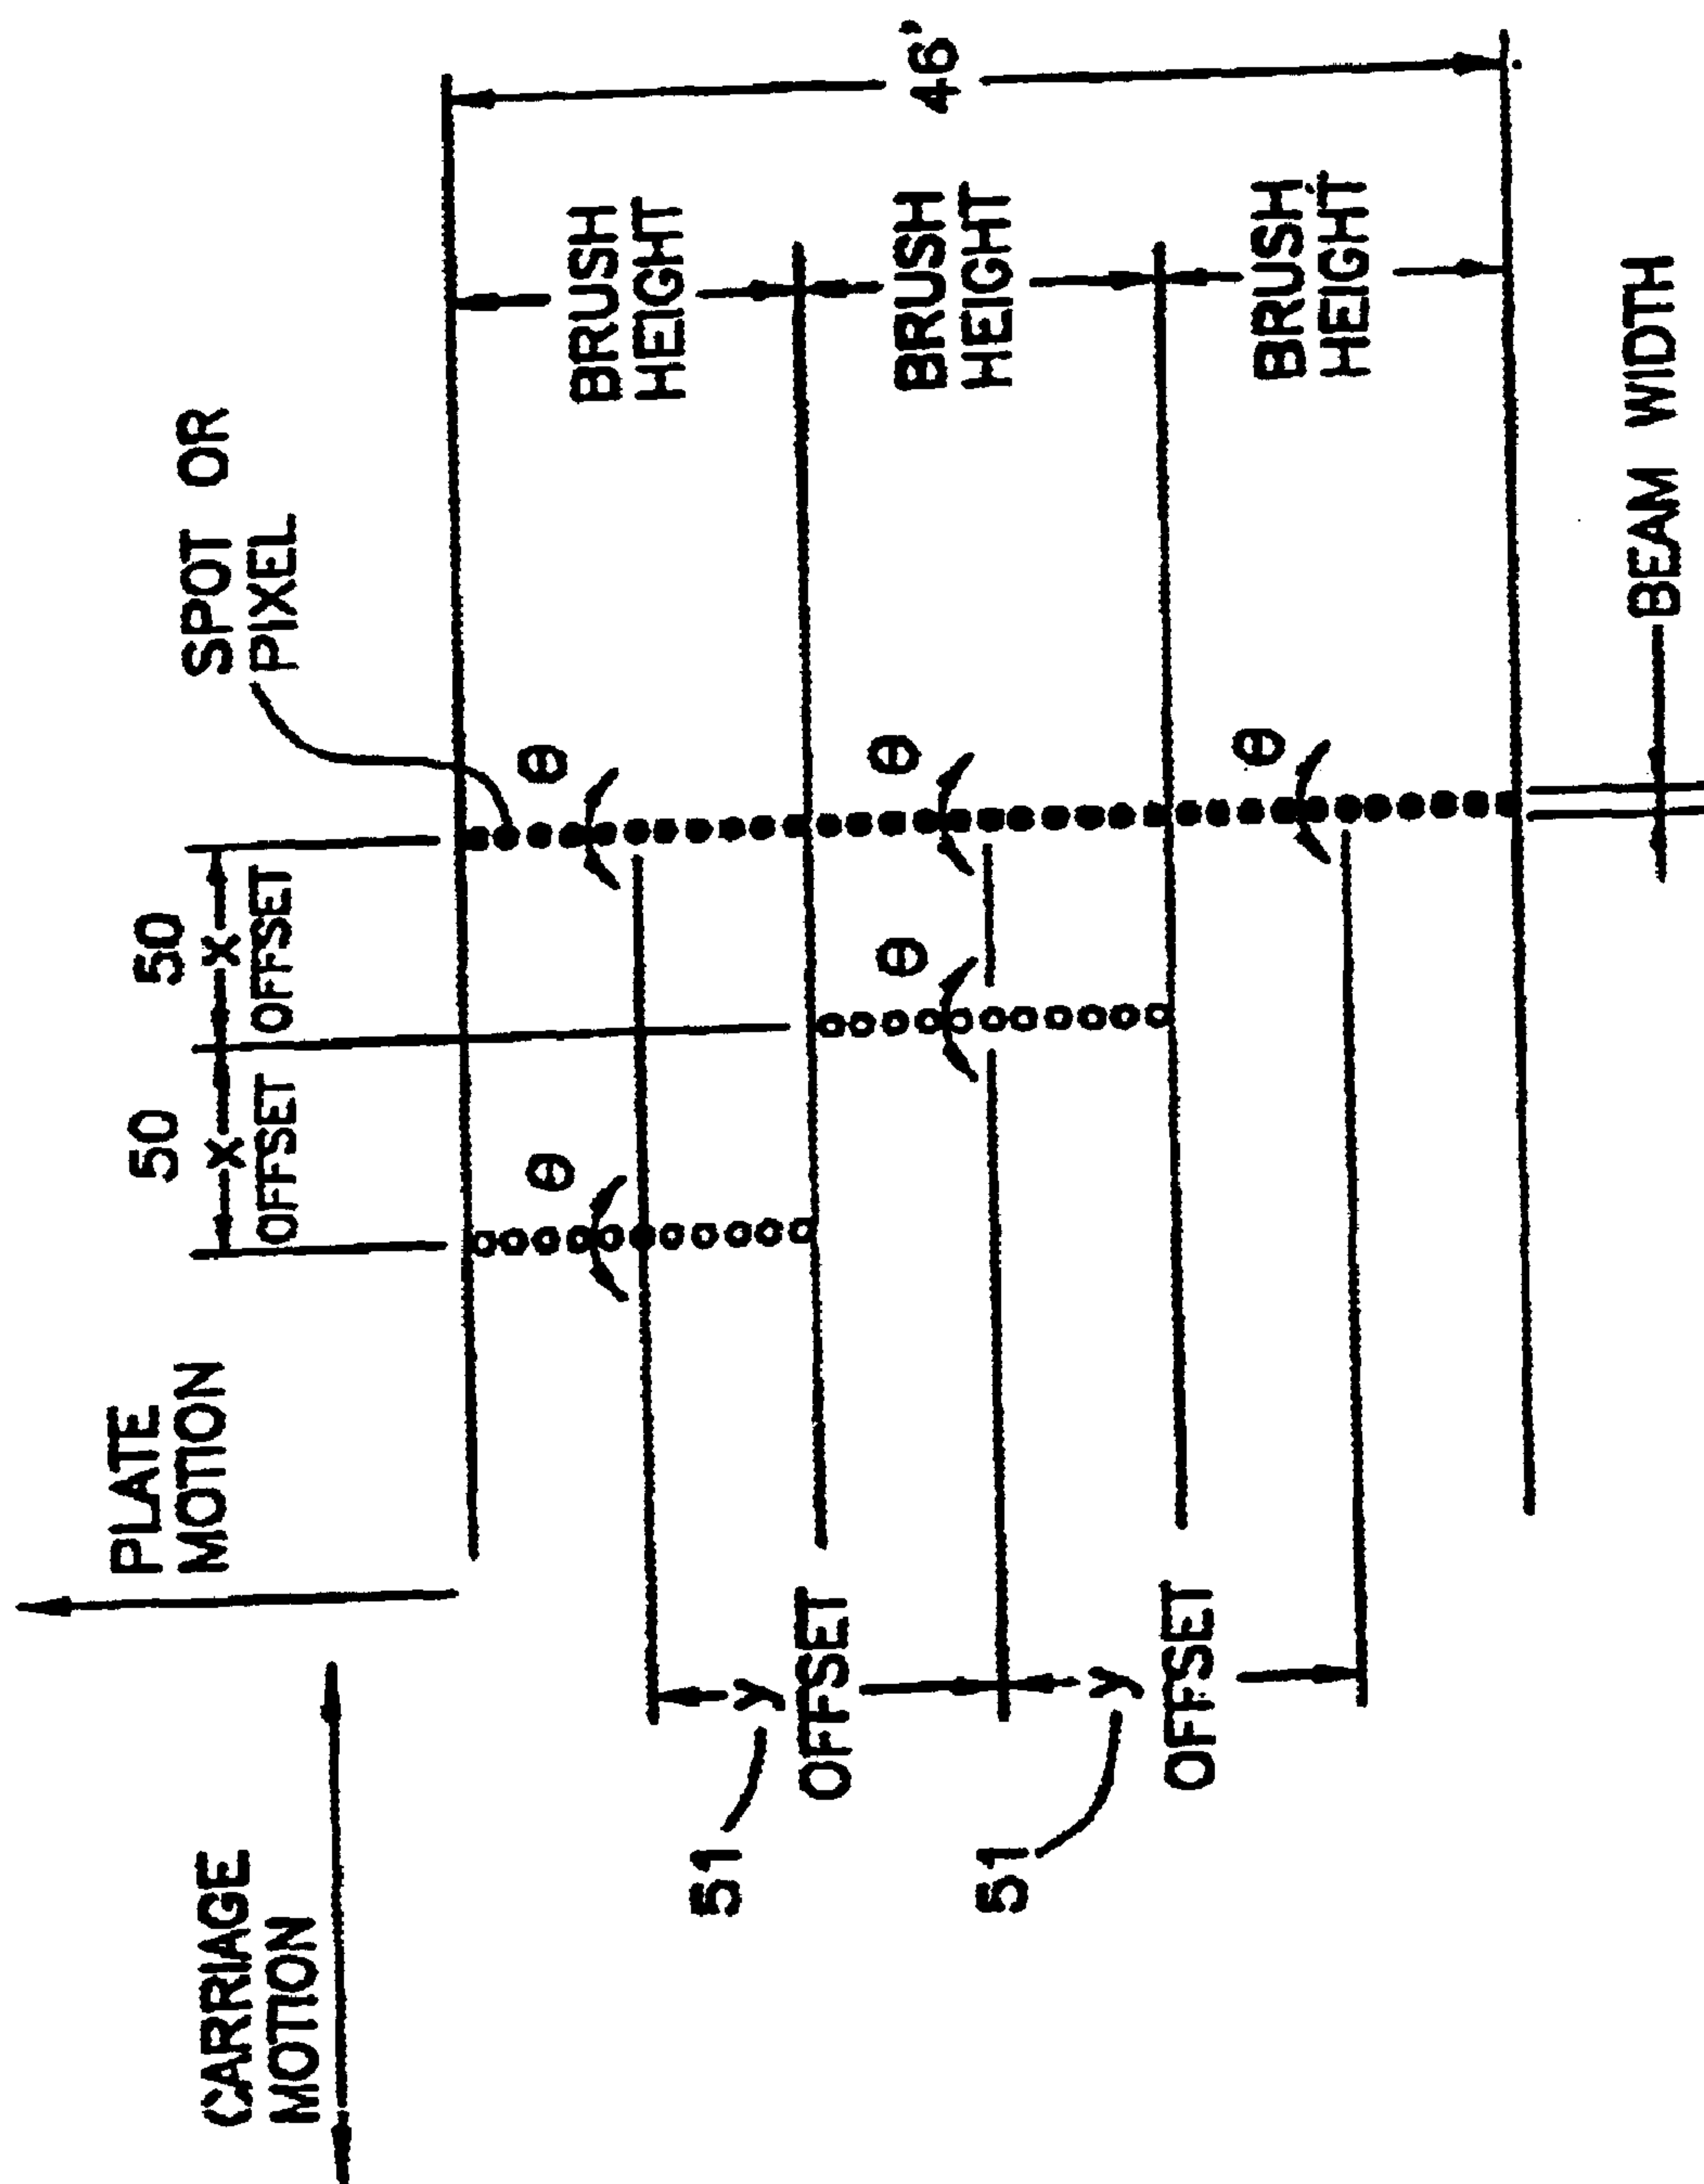 PLATE
MOTION
CARRIAGE
MOTION
50
x
OFFSET
50
x
OFFSET
SPOT OR
PIXEL
θ
θ
BRUSH
HEIGHT
51
y
OFFSET
θ
θ
BRUSH
HEIGHT
46'
51
y
OFFSET
θ
BRUSH
HEIGHT
BEAM WIDTH